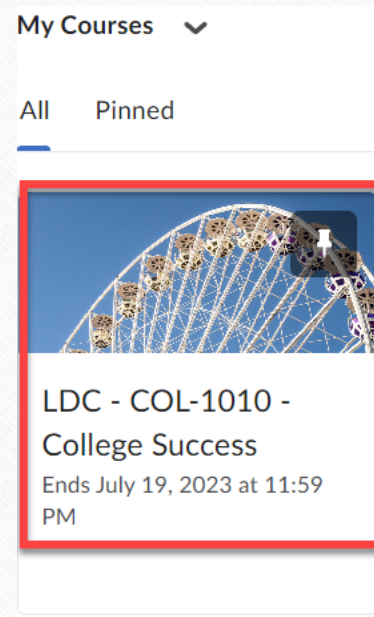 My Courses
All Pinned
LDC - COL-1010 -
College Success
Ends July 19, 2023 at 11:59
PM